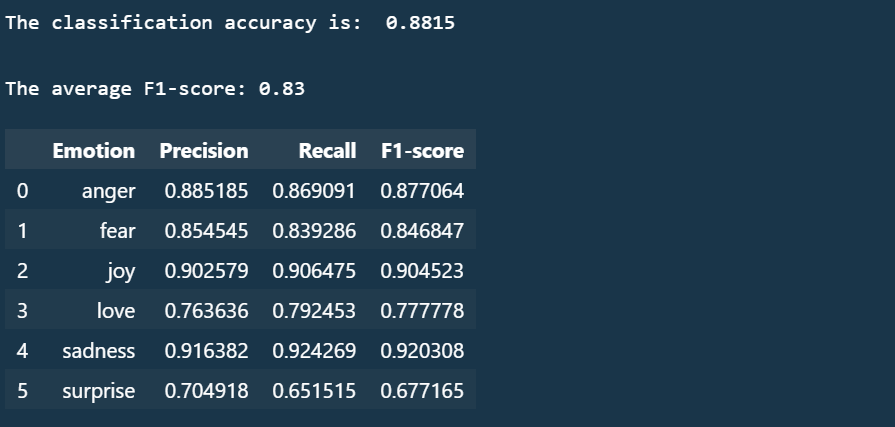 The classification accuracy is:  0.8815
The average F1-score: 0.83
Emotion Precision Recall F1-score
0 anger 0.885185 0.869091 0.877064
1 fear 0.854545 0.839286 0.846847
2 joy 0.902579 0.906475 0.904523
3 love 0.763636 0.792453 0.777778
4 sadness 0.916382 0.924269 0.920308
5 surprise 0.704918 0.651515 0.677165